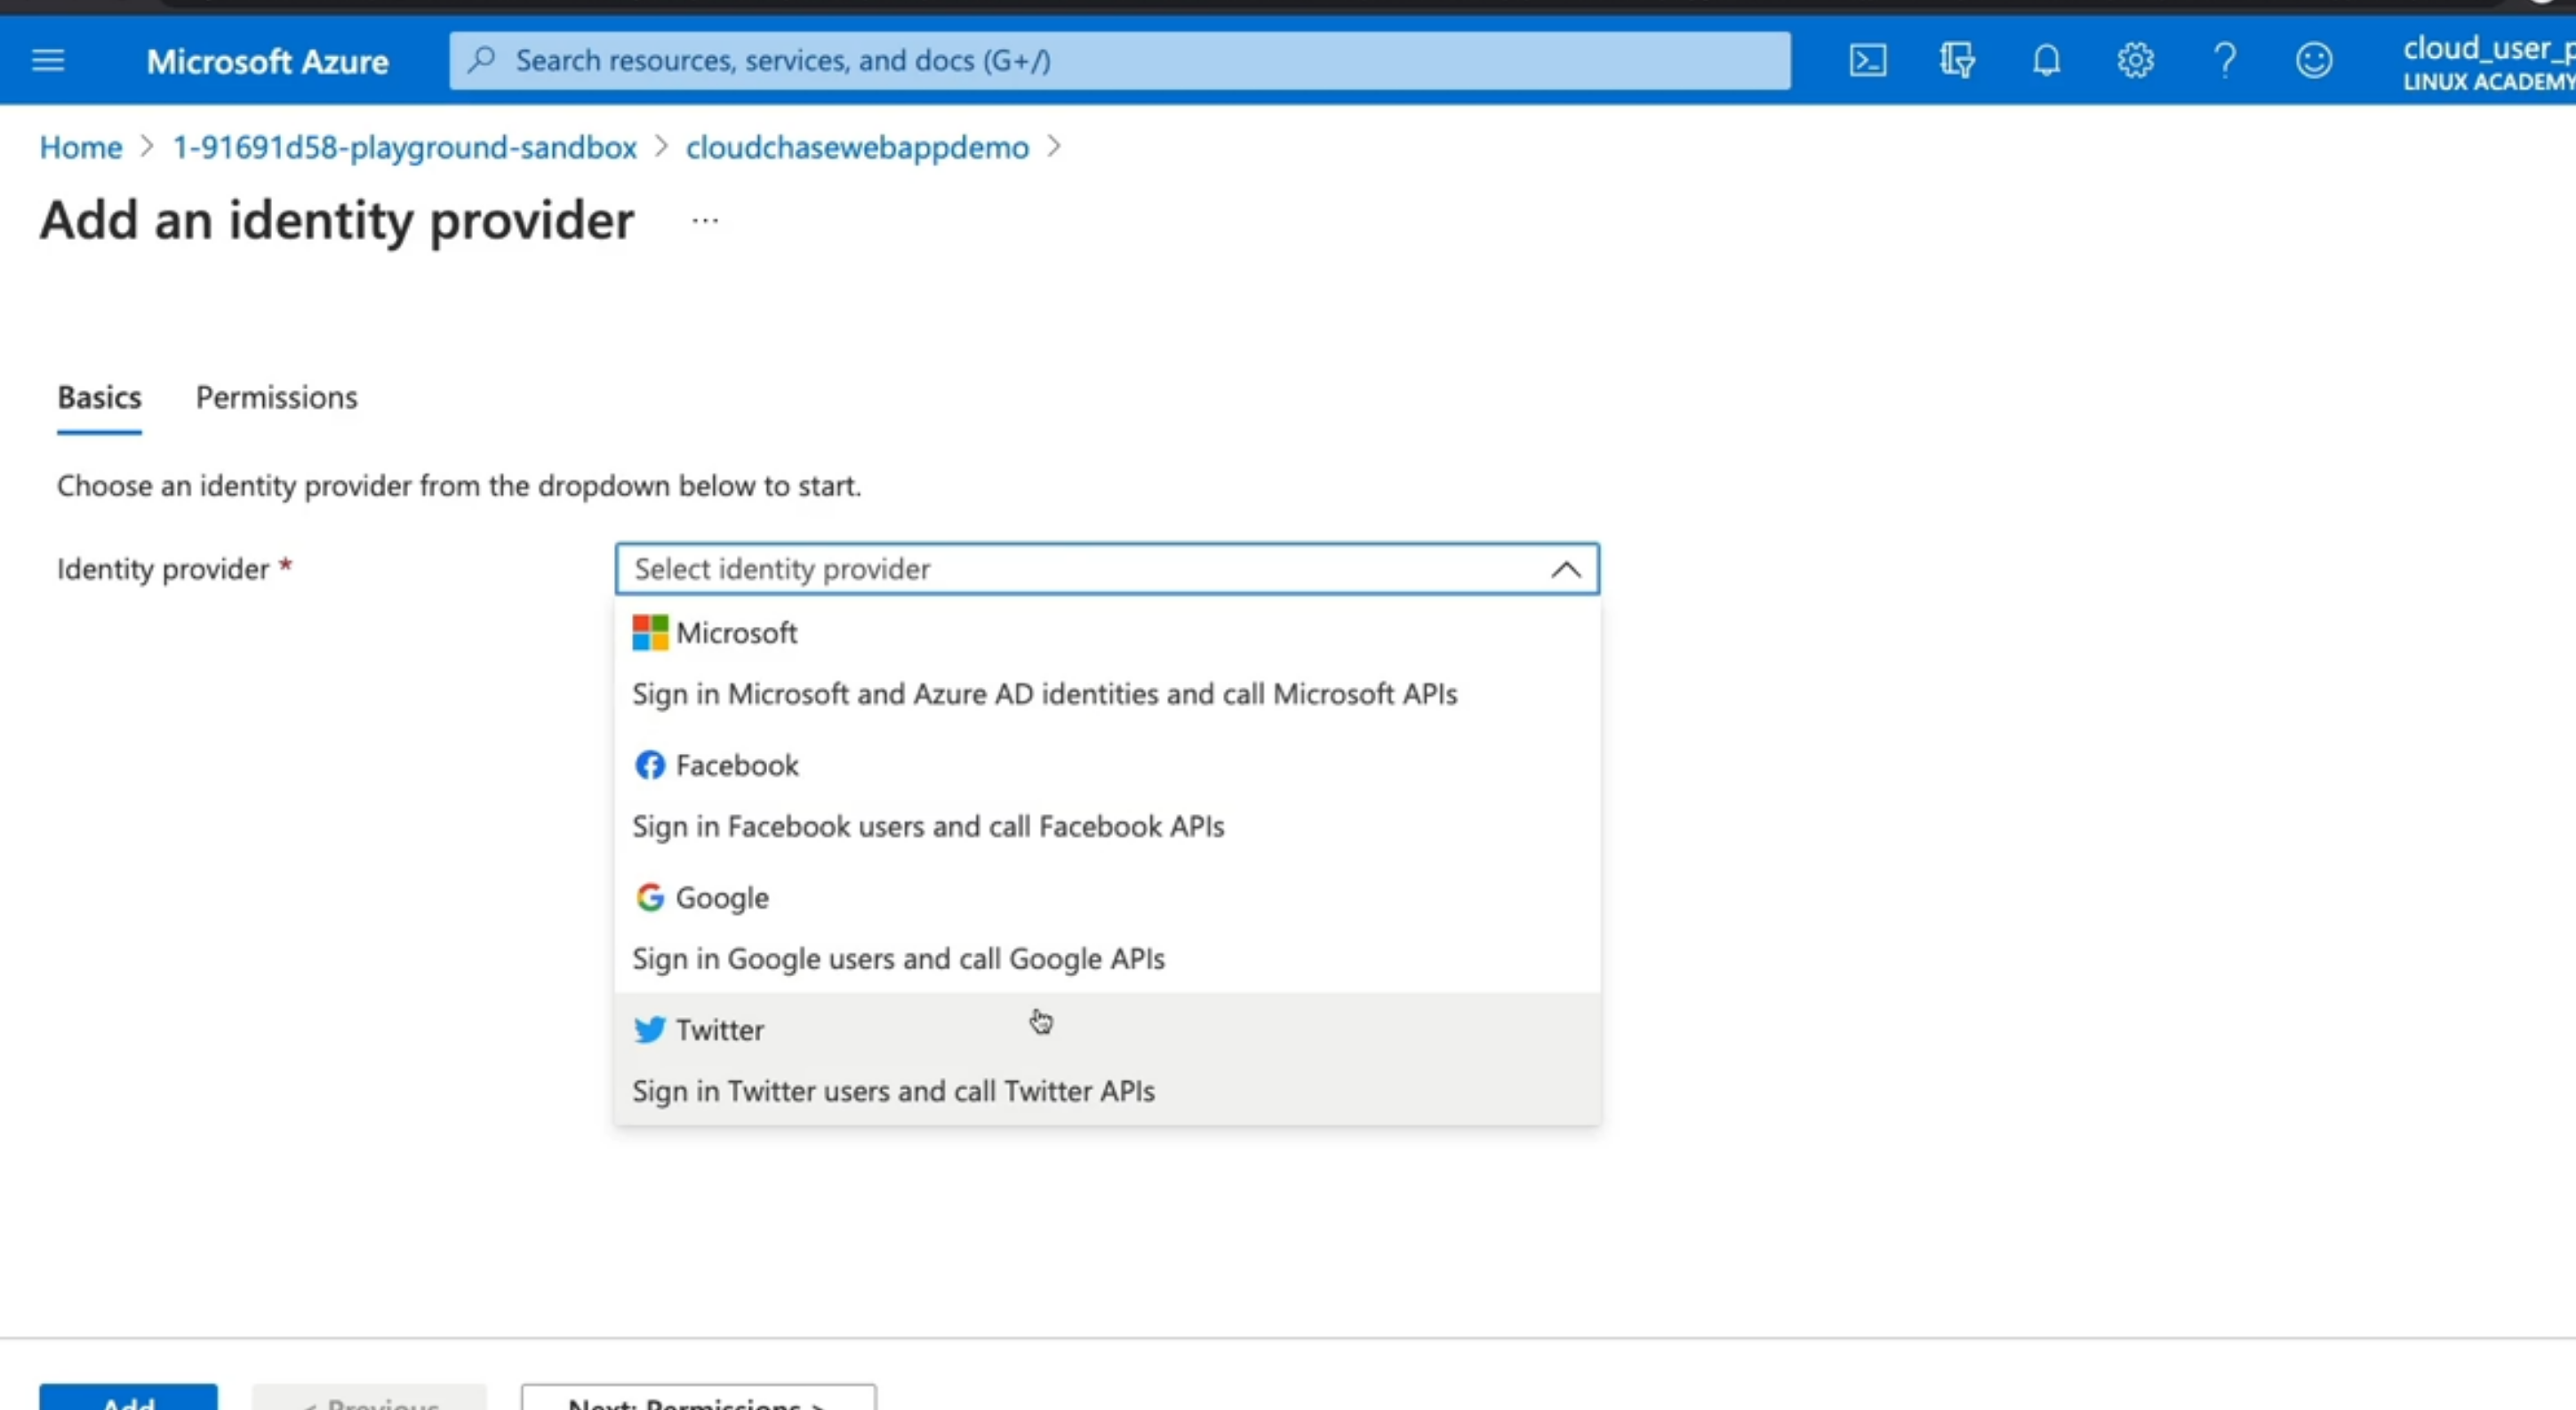 Microsoft Azure
Search resources, services, and docs (G+/)
cloud_user_p
LINUX ACADEMY
Home > 1-91691d58-playground-sandbox > cloudchasewebappdemo >
Add an identity provider ...
Basics Permissions
Choose an identity provider from the dropdown below to start.
Identity provider *
Select identity provider
Microsoft
Sign in Microsoft and Azure AD identities and call Microsoft APIs
Facebook
Sign in Facebook users and call Facebook APIs
Google
Sign in Google users and call Google APIs
Twitter
Sign in Twitter users and call Twitter APIs
Add < Previous Next: Permissions >